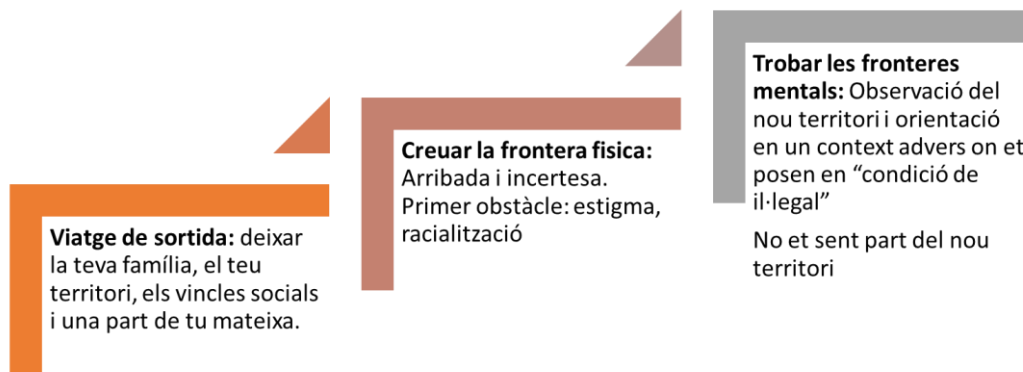 Viatge de sortida: deixar
la teva família, el teu
territori, els vincles socials
i una part de tu mateixa.
Creuar la frontera fisica:
Arribada i incertesa.
Primer obstàcle: estigma,
racialització
Trobar les fronteres
mentals: Observació del
nou territori i orientació
en un context advers on et
posen en “condició de
il·legal”
No et sent part del nou
territori